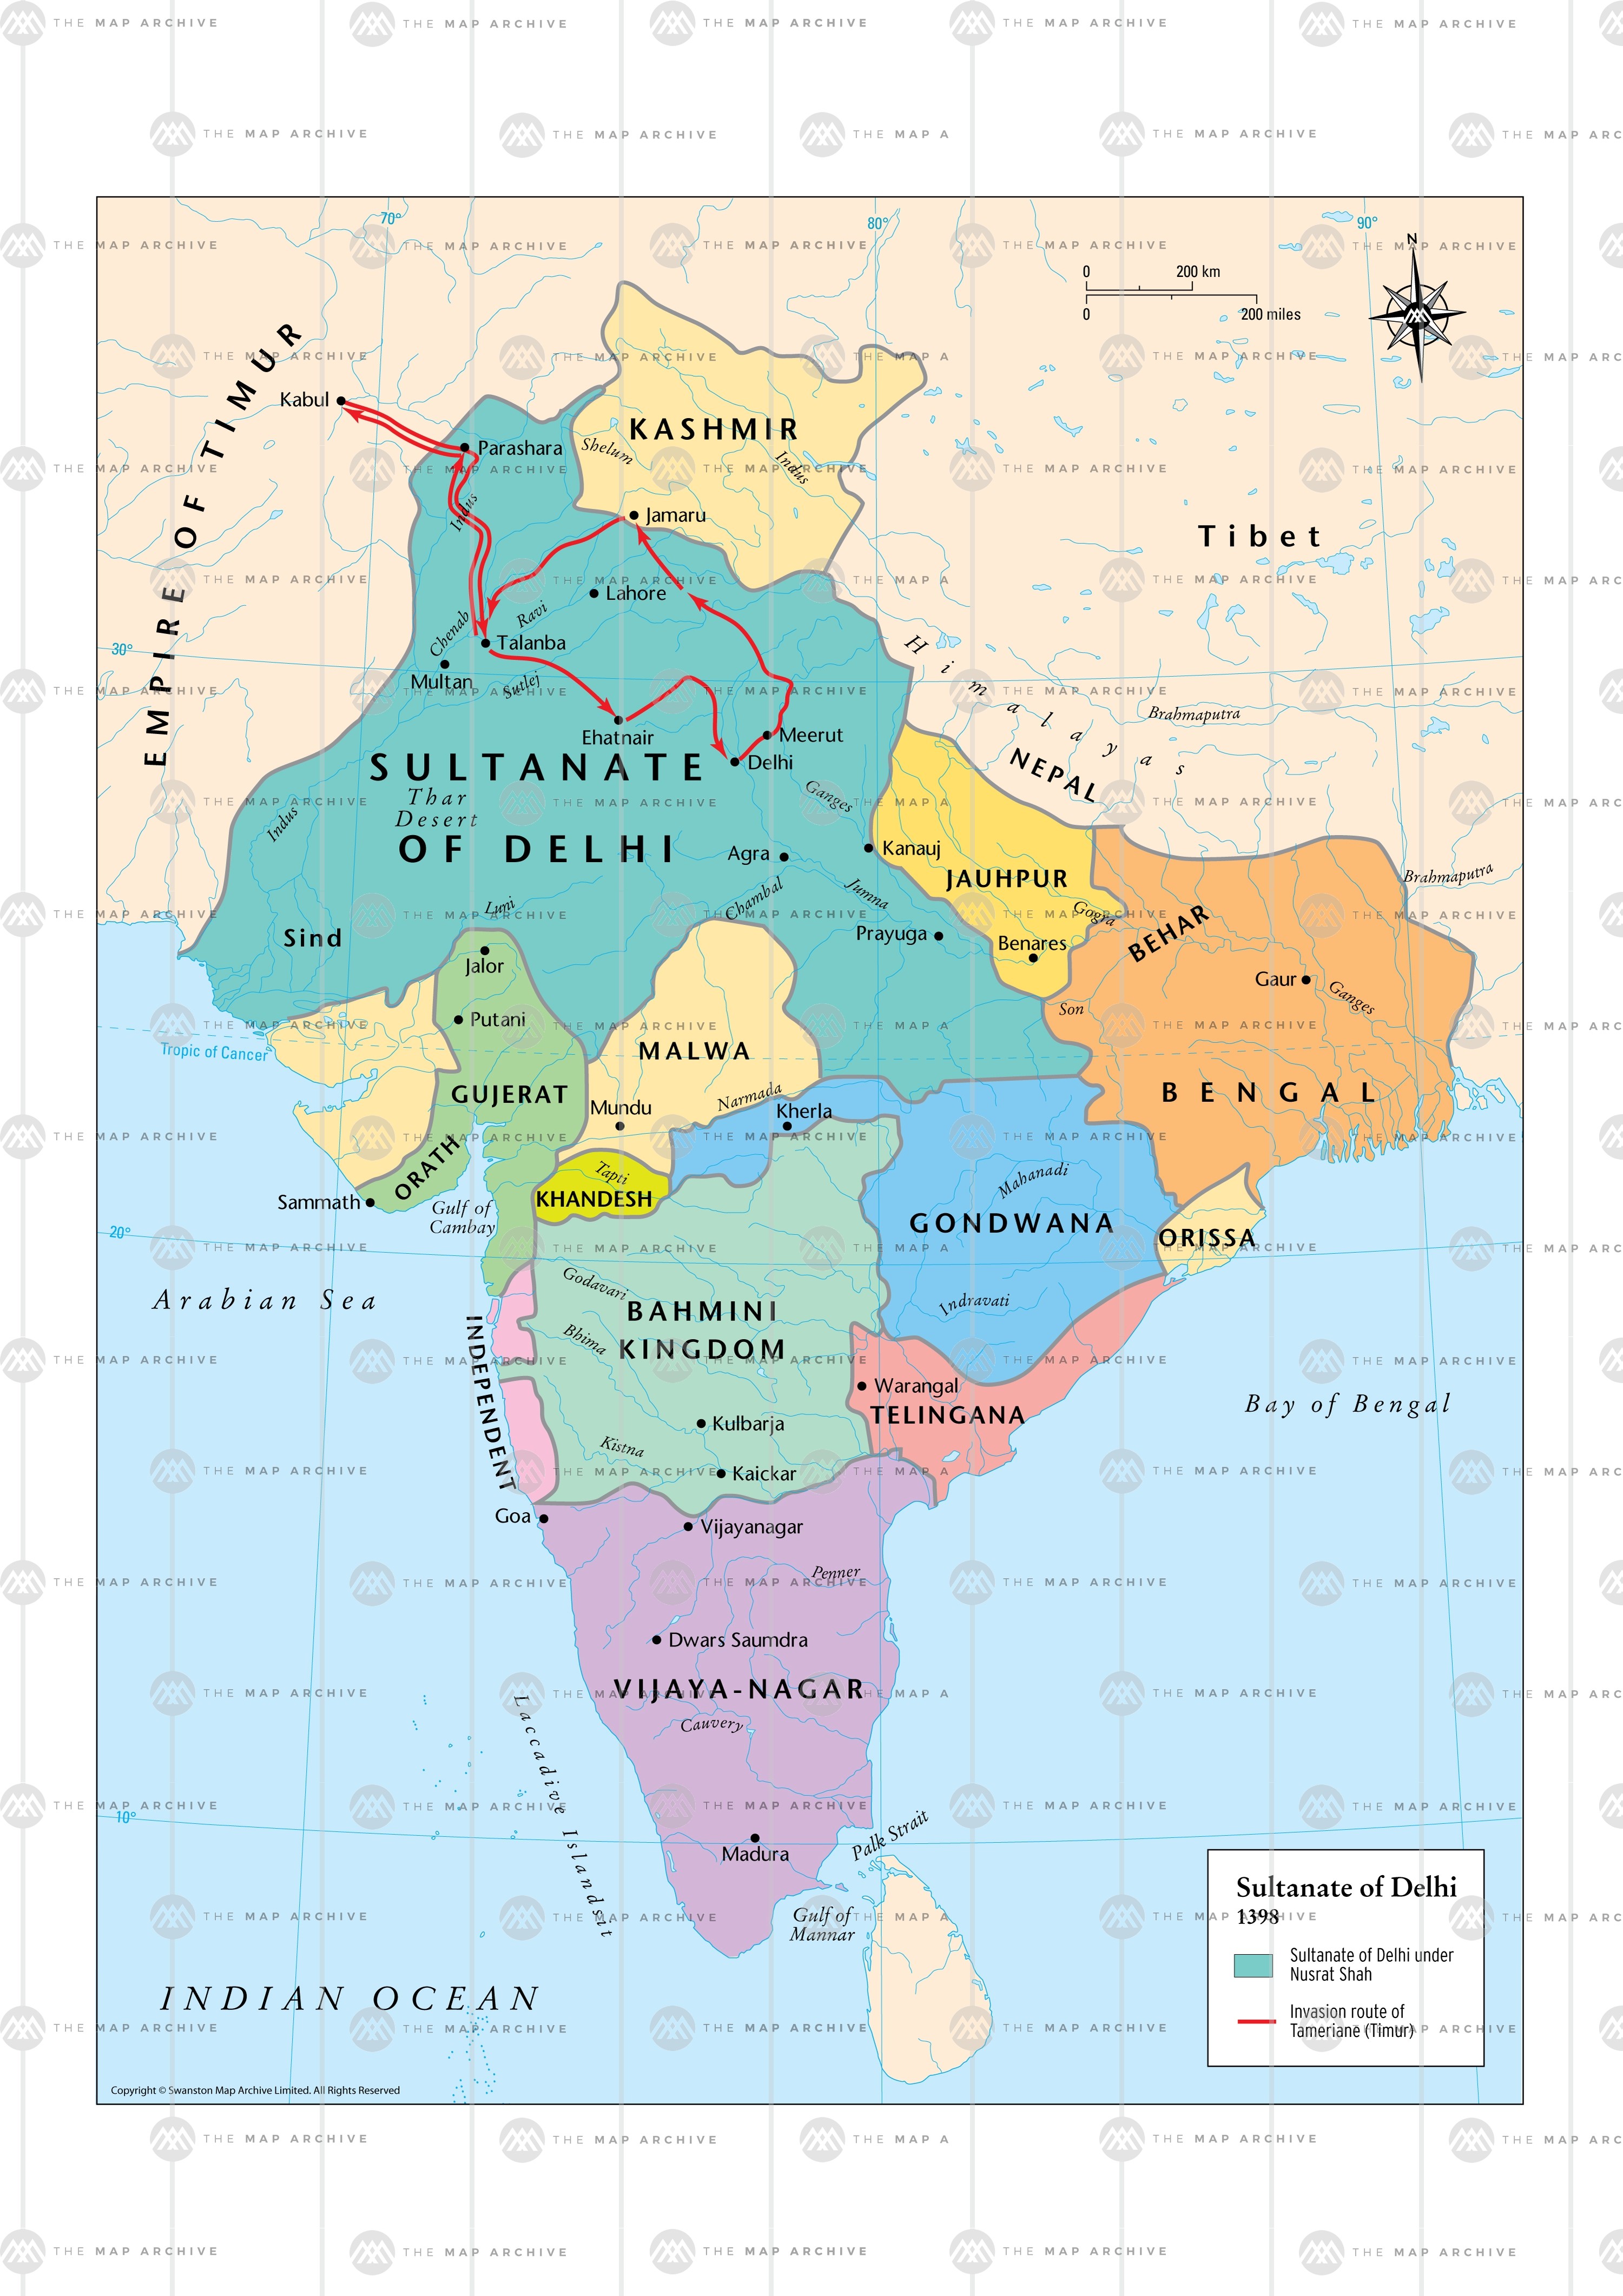 THE MAP ARCHIVE
70°
80°
90°
N
0 200 km
0 200 miles
EMPIRE OF TIMUR
Kabul
Parashara
KASHMIR
Shelum
Indus
Indus
Jamaru
Tibet
Lahore
Ravi
Chenab
Talanba
30°
Multan
Sutlej
Himalayas
Brahmaputra
Ehatnair
Meerut
Delhi
NEPAL
SULTANATE
Thar
Desert
OF DELHI
Indus
Ganges
Agra
Kanauj
JAUHPUR
Brahmaputra
Chambal
Jumna
Gogra
Luni
BEHAR
Sind
Prayuga
Benares
Jalor
Gaur
Ganges
Son
Putani
Tropic of Cancer
MALWA
GUJERAT
BENGAL
Narmada
Mundu
Kherla
ORATH
Tapti
KHANDESH
Mahanadi
Sammath
Gulf of
Cambay
GONDWANA
ORISSA
20°
Arabian Sea
Godavari
BAHMINI
KINGDOM
Indravati
Bhima
INDEPENDENT
Warangal
TELINGANA
Bay of Bengal
Kulbarja
Kistna
Kaickar
Goa
Vijayanagar
Penner
Dwars Saumdra
VIJAYA-NAGAR
Cauvery
Laccadive Islandsit
10°
Madura
Palk Strait
Gulf of
Mannar
INDIAN OCEAN
Sultanate of Delhi
1398
Sultanate of Delhi under
Nusrat Shah
Invasion route of
Tameriane (Timur)
Copyright © Swanston Map Archive Limited. All Rights Reserved